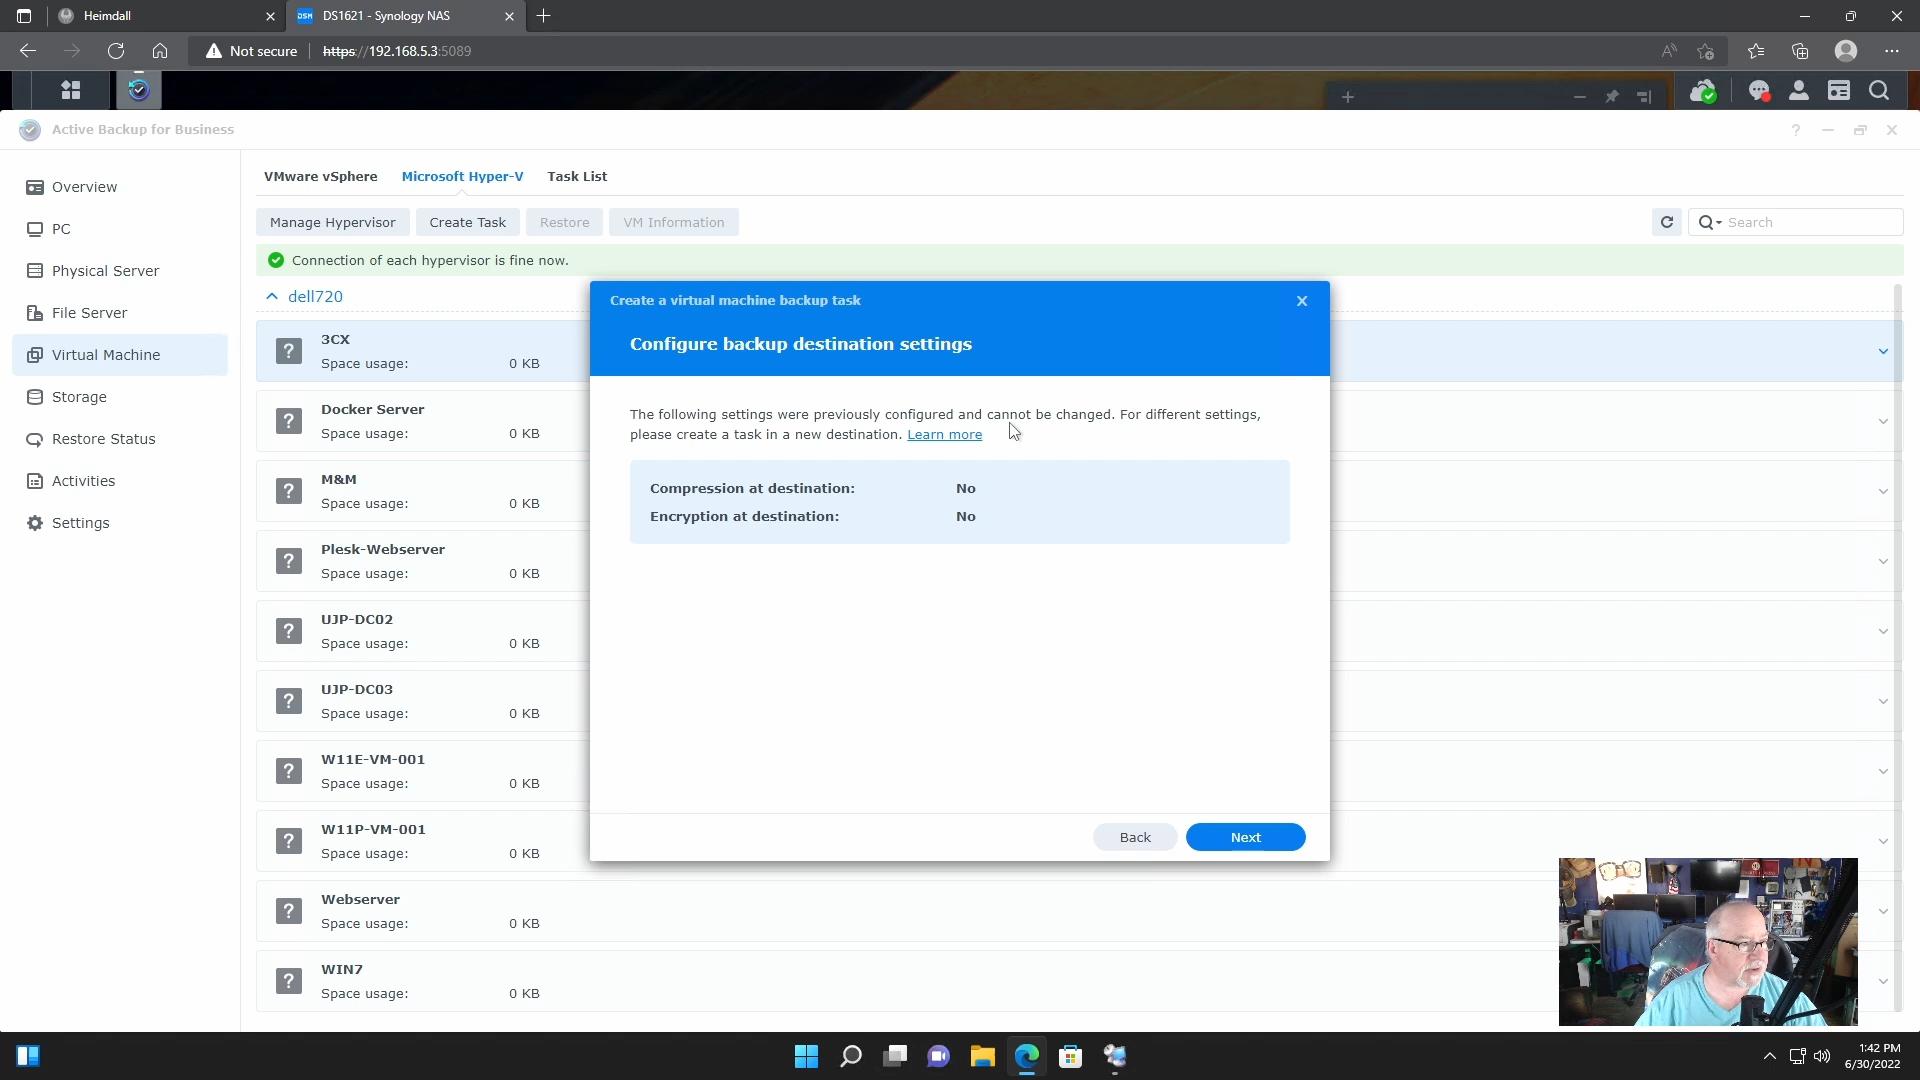 Heimdall
DSM DS1621 - Synology NAS
Not secure https://192.168.5.3:5089
Active Backup for Business
Overview
PC
Physical Server
File Server
Virtual Machine
Storage
Restore Status
Activities
Settings
VMware vSphere Microsoft Hyper-V Task List
Manage Hypervisor Create Task Restore VM Information Search
Connection of each hypervisor is fine now.
dell720
3CX
Space usage: 0 KB
Docker Server
Space usage: 0 KB
M&M
Space usage: 0 KB
Plesk-Webserver
Space usage: 0 KB
UJP-DC02
Space usage: 0 KB
UJP-DC03
Space usage: 0 KB
W11E-VM-001
Space usage: 0 KB
W11P-VM-001
Space usage: 0 KB
Webserver
Space usage: 0 KB
WIN7
Space usage: 0 KB
Create a virtual machine backup task
Configure backup destination settings
The following settings were previously configured and cannot be changed. For different settings,
please create a task in a new destination. Learn more
Compression at destination: No
Encryption at destination: No
Back Next
1:42 PM
6/30/2022